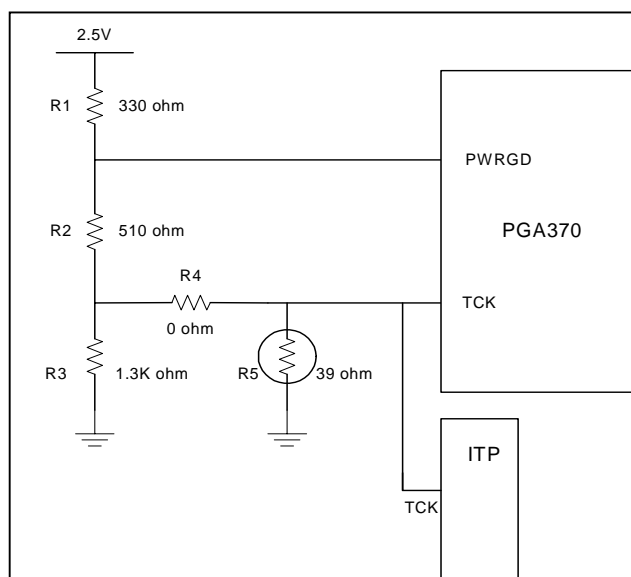 2.5V
R1 330 ohm
PWRGD
R2 510 ohm
PGA370
R4
TCK
0 ohm
R3 1.3K ohm
R5 39 ohm
ITP
TCK